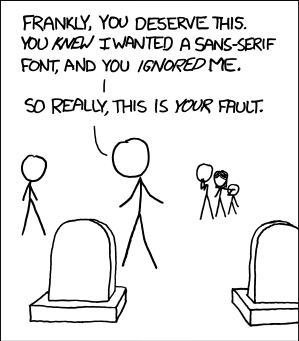 FRANKLY, YOU DESERVE THIS.
YOU KNEW I WANTED A SANS-SERIF
FONT, AND YOU IGNORED ME.
SO REALLY, THIS IS YOUR FAULT.